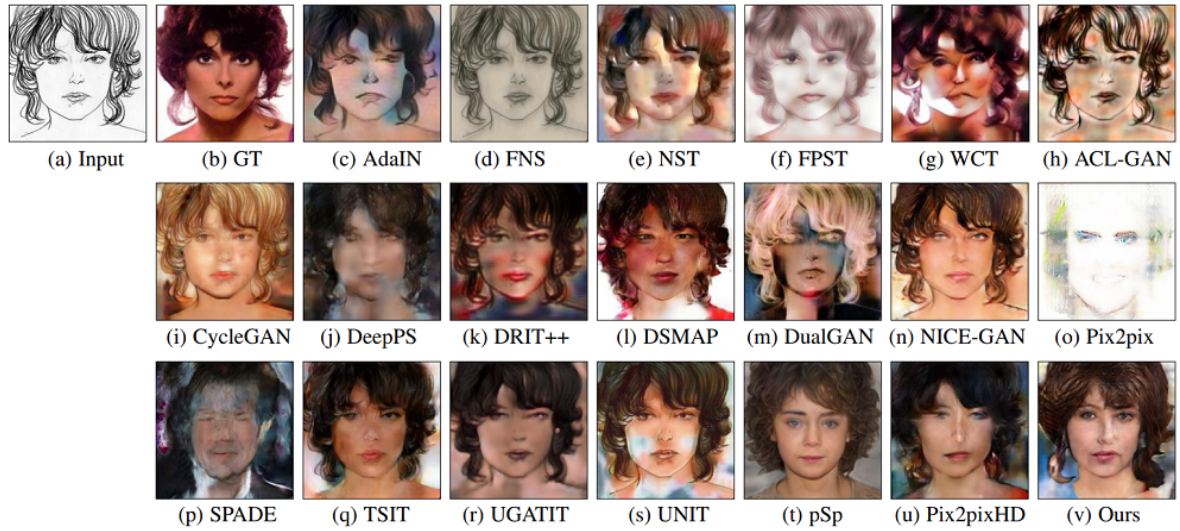 (a) Input (b) GT (c) AdaIN (d) FNS (e) NST (f) FPST (g) WCT (h) ACL-GAN
(i) CycleGAN (j) DeepPS (k) DRIT++ (l) DSMAP (m) DualGAN (n) NICE-GAN (o) Pix2pix
(p) SPADE (q) TSIT (r) UGATIT (s) UNIT (t) pSp (u) Pix2pixHD (v) Ours